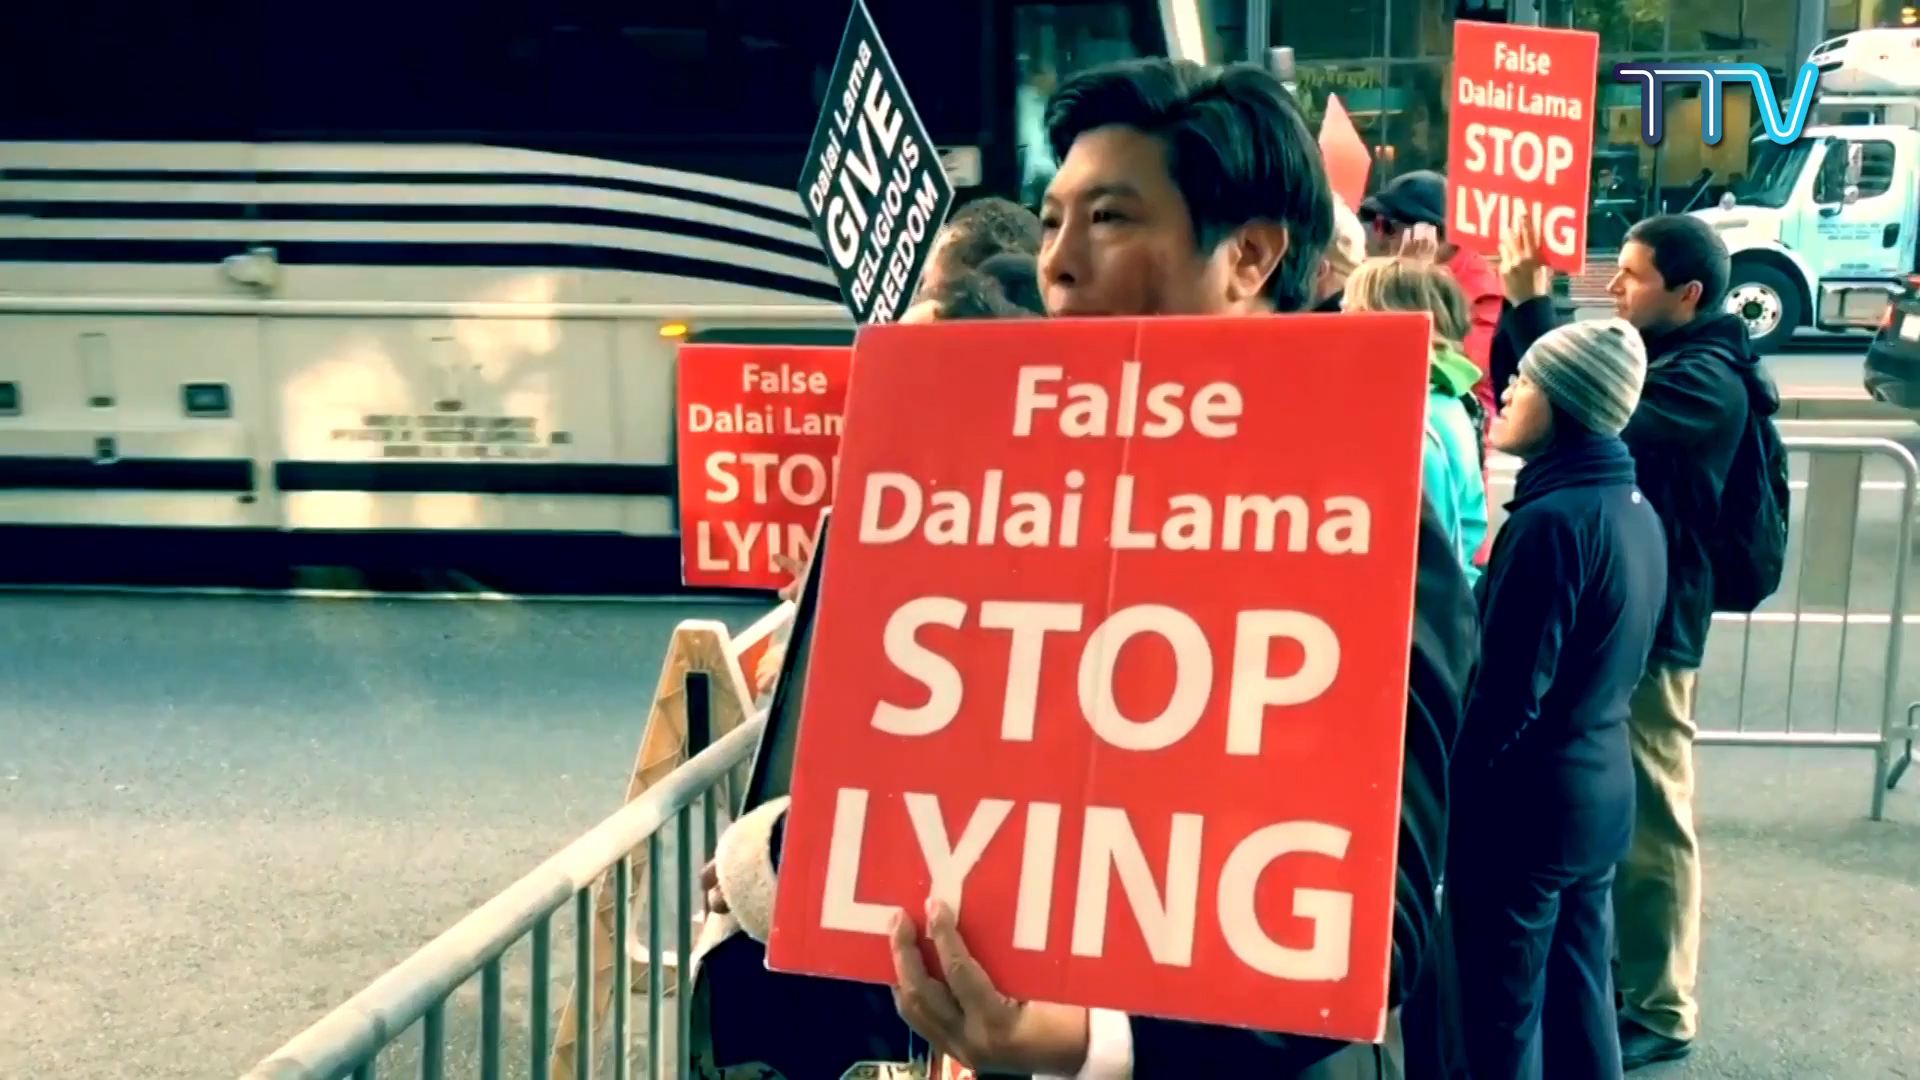 Dalai Lama
GIVE
RELIGIOUS
FREEDOM
False
Dalai Lama
STOP
LYING
TTV
False
Dalai Lam
STO
LYIN
False
Dalai Lama
STOP
LYING